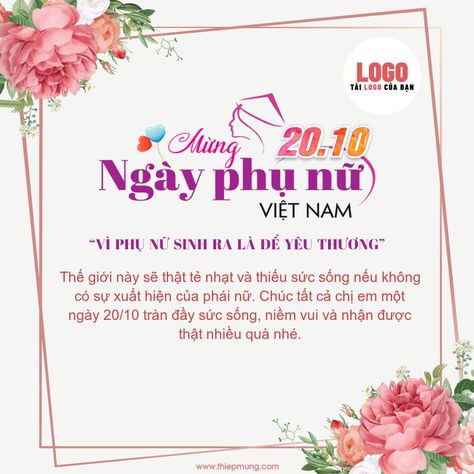 LOGO
TẢI LOGO CỦA BẠN
Mừng 20.10
Ngày phụ nữ
VIỆT NAM
“VÌ PHỤ NỮ SINH RA LÀ ĐỂ YÊU THƯƠNG”
Thế giới này sẽ thật tẻ nhạt và thiếu sức sống nếu không
có sự xuất hiện của phái nữ. Chúc tất cả chị em một
ngày 20/10 tràn đầy sức sống, niềm vui và nhận được
thật nhiều quà nhé.
www.thiepmung.com